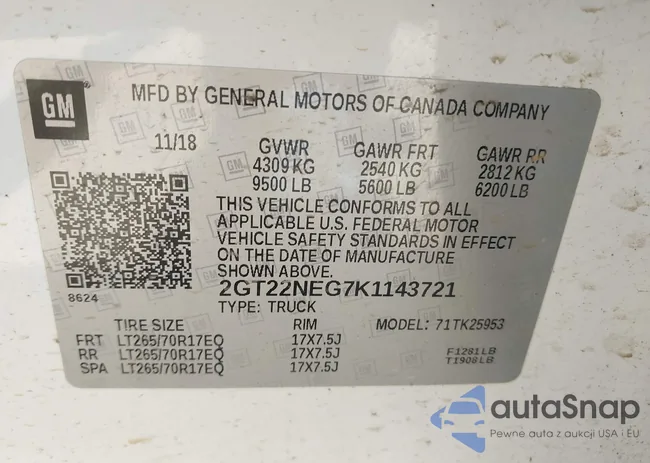 GM
MFD BY GENERAL MOTORS OF CANADA COMPANY
11/18 GVWR GAWR FRT GAWR RR
4309 KG 2540 KG 2812 KG
9500 LB 5600 LB 6200 LB
THIS VEHICLE CONFORMS TO ALL
APPLICABLE U.S. FEDERAL MOTOR
VEHICLE SAFETY STANDARDS IN EFFECT
ON THE DATE OF MANUFACTURE
SHOWN ABOVE.
8624
2GT22NEG7K1143721
TYPE: TRUCK
TIRE SIZE RIM MODEL: 71TK25953
FRT LT265/70R17EQ 17X7.5J
RR LT265/70R17EQ 17X7.5J
SPA LT265/70R17EQ 17X7.5J
F1281LB
T1908LB
autaSnap
Pewne auta z aukcji USA i EU